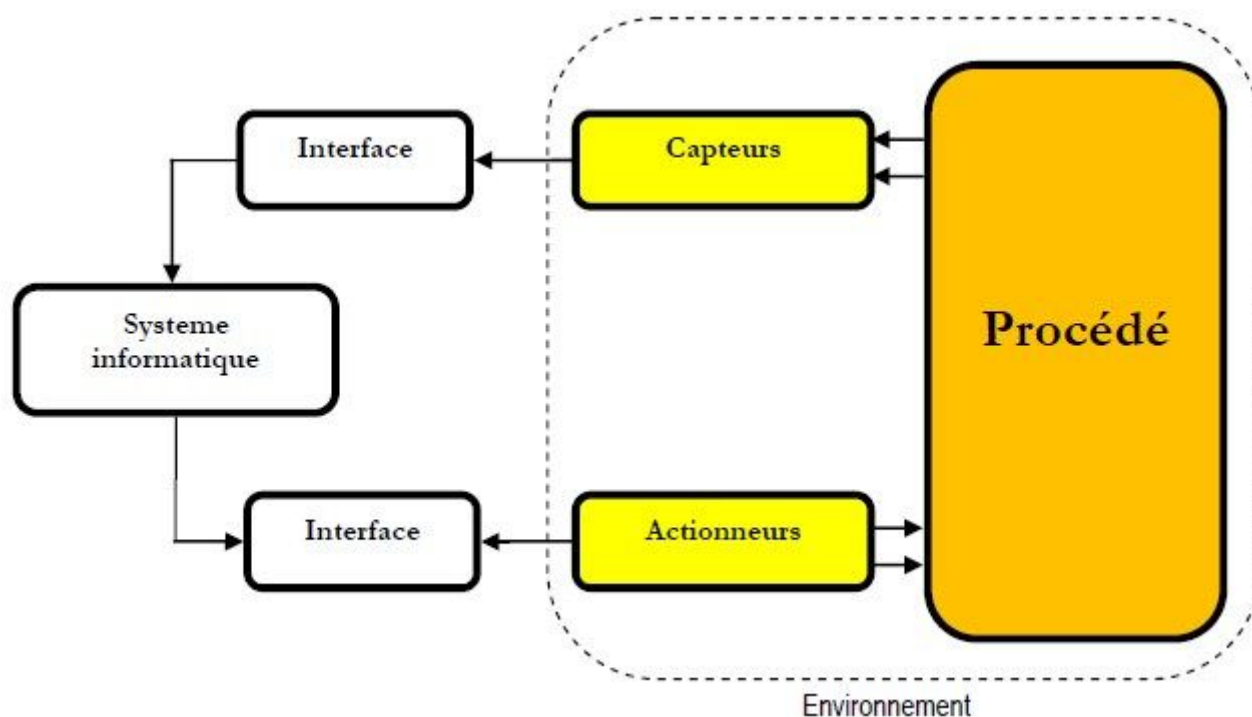 Interface
Capteurs
Procédé
Systeme
informatique
Interface
Actionneurs
Environnement